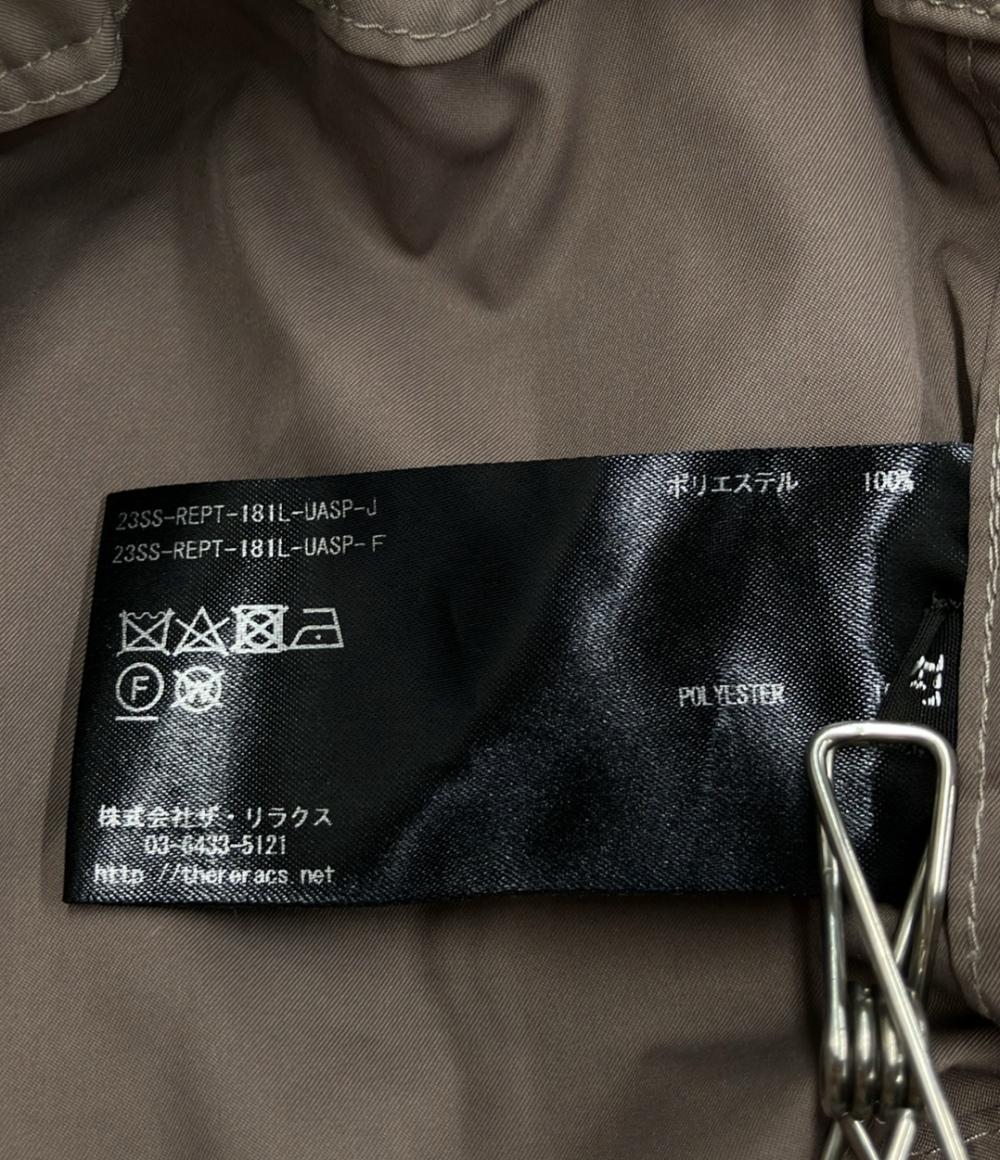 23SS-REPT-181L-UASP-J
23SS-REPT-181L-UASP-F
ポリエステル 100%
F
W
POLYESTER
株式会社ザ・リラクス
03-6433-5121
http //thereracs net